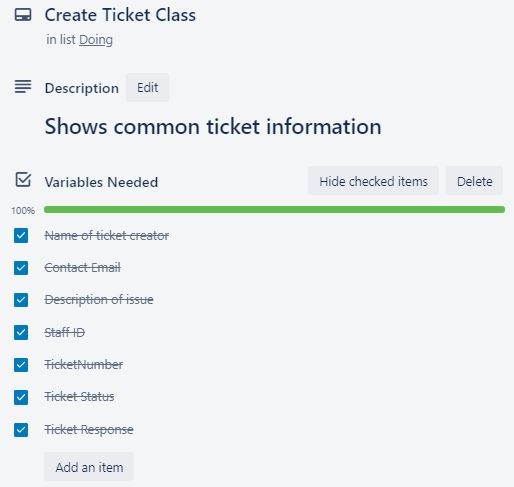 Create Ticket Class
in list Doing
Description Edit
Shows common ticket information
Variables Needed Hide checked items Delete
100%
Name of ticket creator
Contact Email
Description of issue
Staff ID
TicketNumber
Ticket Status
Ticket Response
Add an item